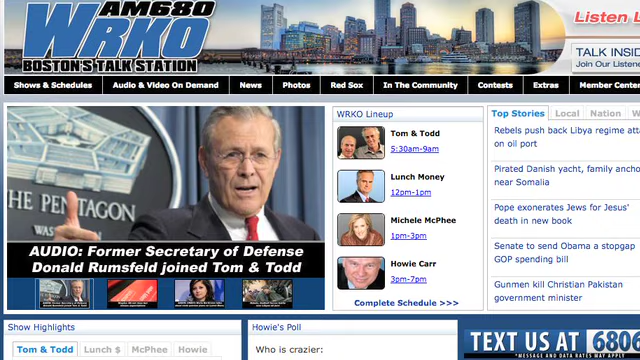 AM680
WRKO
BOSTON'S TALK STATION
Listen L
TALK INSID
Join Our Listene
Shows & Schedules
Audio & Video On Demand
News
Photos
Red Sox
In The Community
Contests
Extras
Member Center
THE PENTAGON
WASHI
AUDIO: Former Secretary of Defense
Donald Rumsfeld joined Tom & Todd
WRKO Lineup
Tom & Todd
5:30am-9am
Lunch Money
12pm-1pm
Michele McPhee
1pm-3pm
Howie Carr
3pm-7pm
Complete Schedule >>>
Top Stories
Local
Nation
W
Rebels push back Libya regime atta
on oil port
Pirated Danish yacht, family ancho
near Somalia
Pope exonerates Jews for Jesus'
death in new book
Senate to send Obama a stopgap
GOP spending bill
Gunmen kill Christian Pakistan
government minister
Show Highlights
Tom & Todd
Lunch $
McPhee
Howie
Howie's Poll
Who is crazier:
TEXT US AT 6806
*MESSAGE AND DATA RATES MAY APPLY